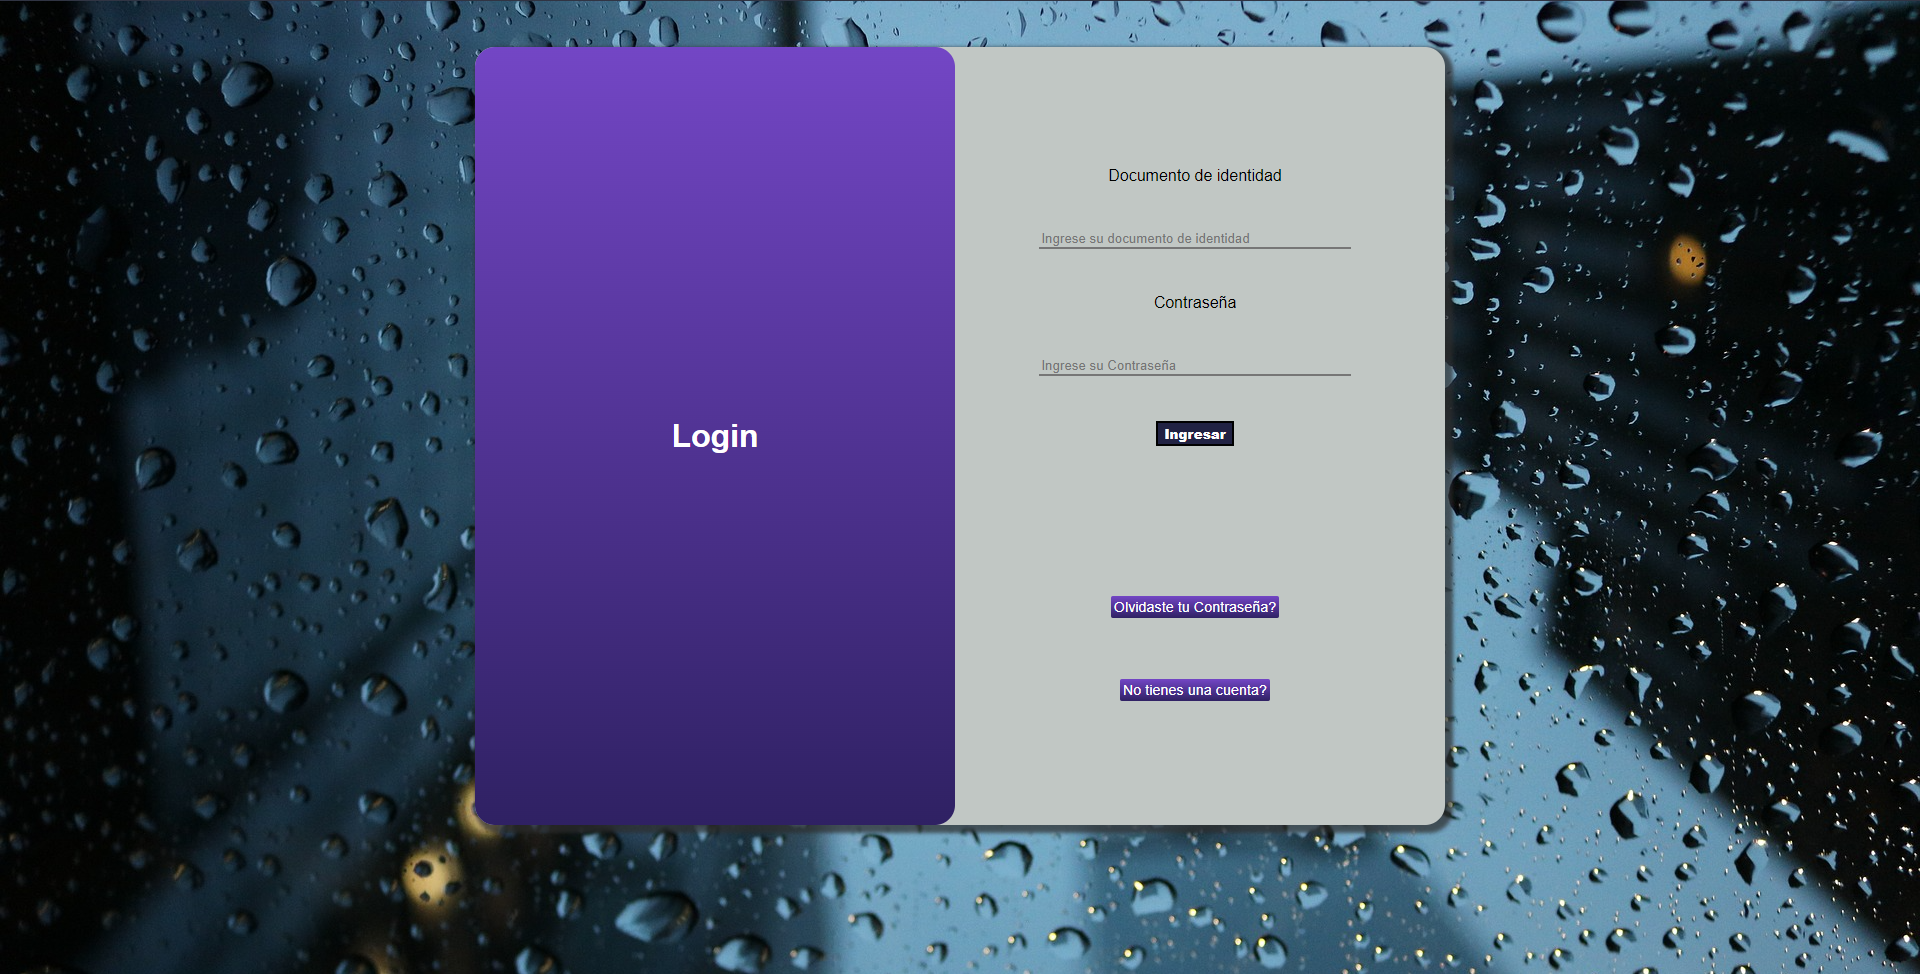 Login
Documento de identidad
Ingrese su documento de identidad
Contraseña
Ingrese su Contraseña
Ingresar
Olvidaste tu Contraseña?
No tienes una cuenta?